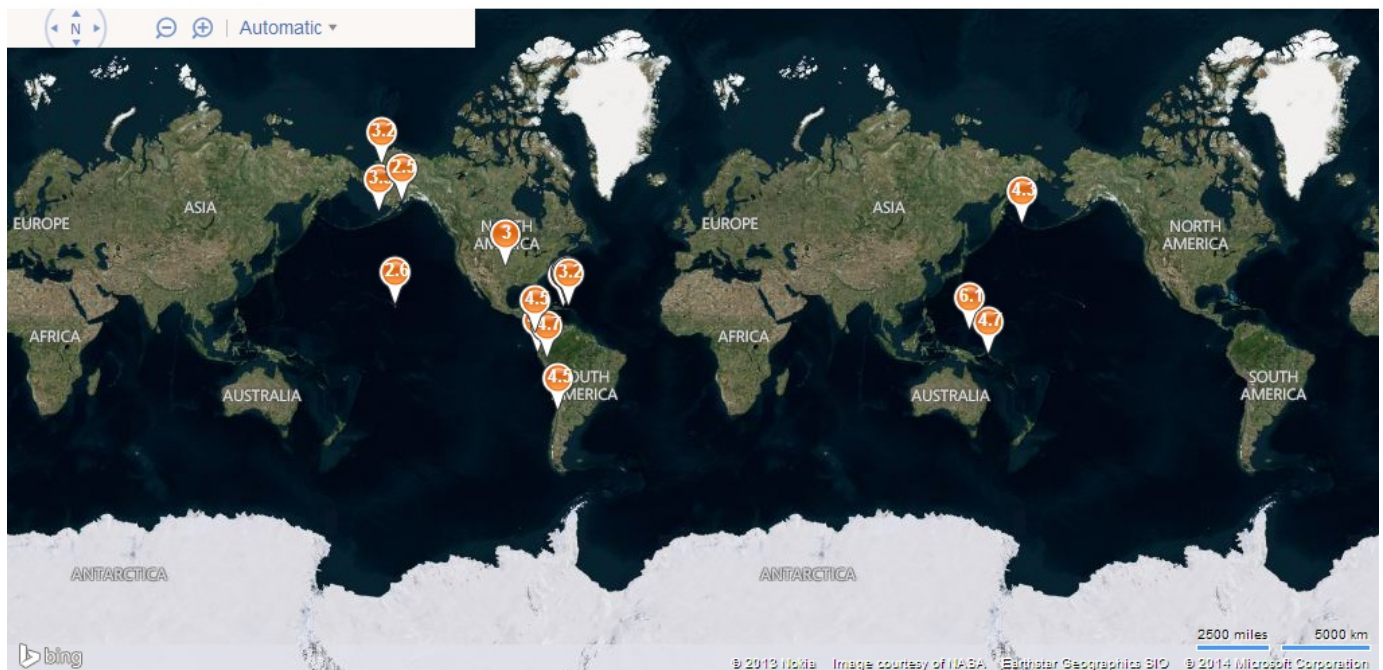 N
Automatic
3.2
2.5
EUROPE
ASIA
3
NORTH
AMERICA
2.6
3.2
4.5
4.7
AFRICA
4.5
SOUTH
AMERICA
AUSTRALIA
ANTARCTICA
EUROPE
ASIA
4.3
NORTH
AMERICA
6.1
4.7
AFRICA
SOUTH
AMERICA
AUSTRALIA
ANTARCTICA
bing
2500 miles 5000 km
© 2013 Nokia Image courtesy of NASA Earthstar Geographics SIO © 2014 Microsoft Corporation